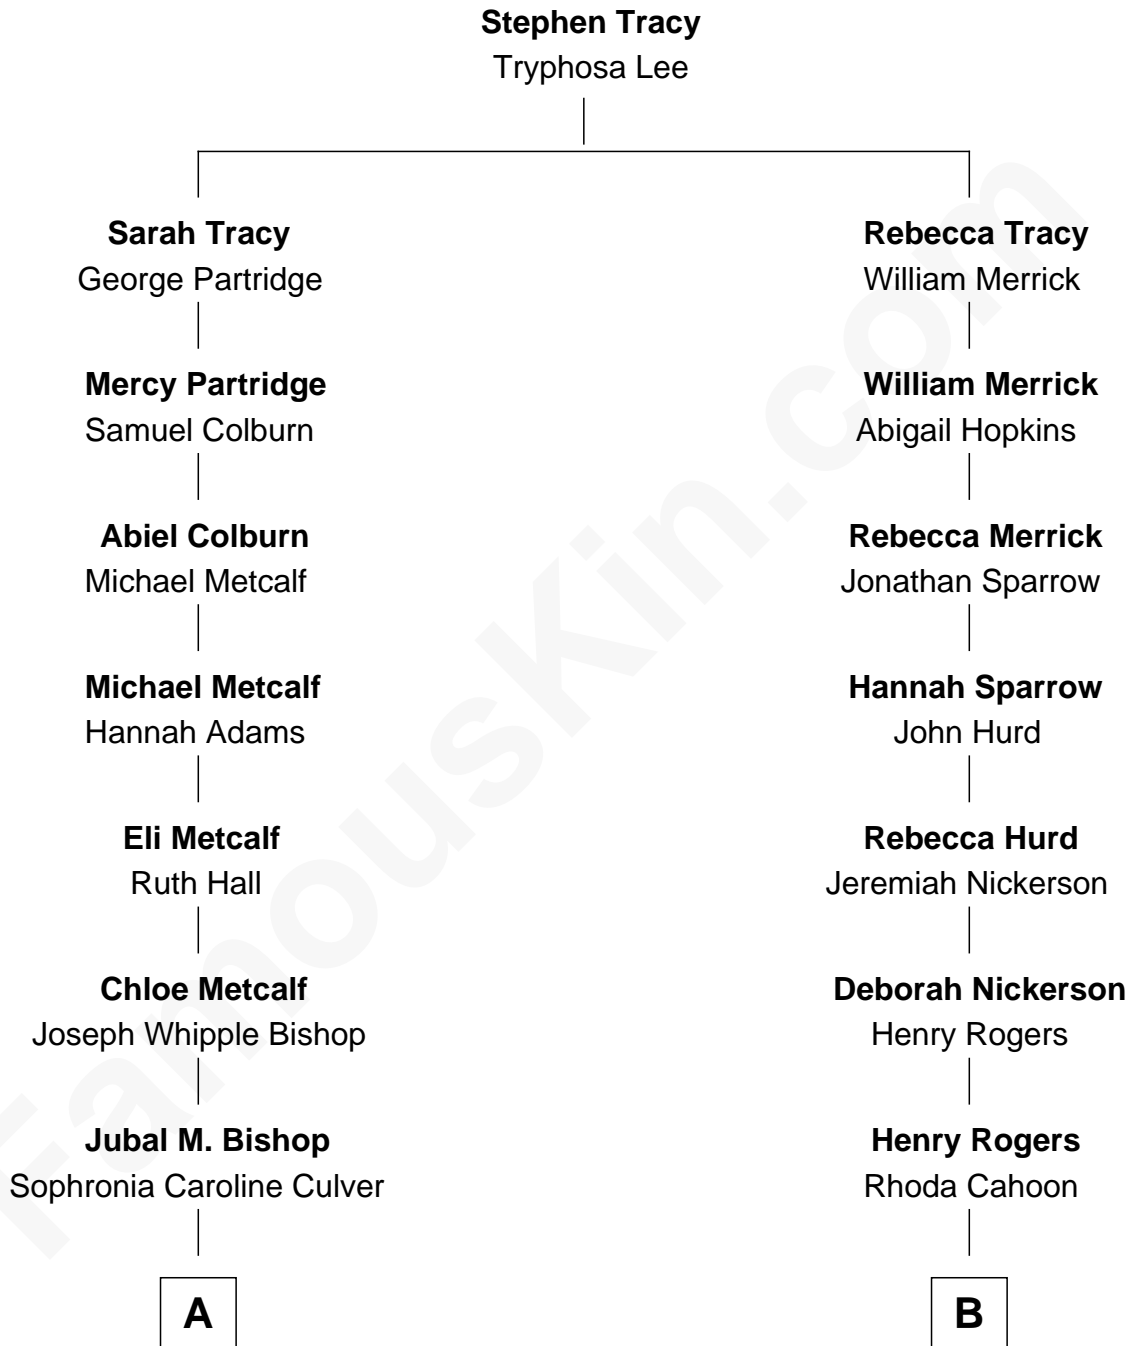 Stephen Tracy
Tryphosa Lee
Sarah Tracy
George Partridge
Rebecca Tracy
William Merrick
Mercy Partridge
Samuel Colburn
William Merrick
Abigail Hopkins
Abiel Colburn
Michael Metcalf
Rebecca Merrick
Jonathan Sparrow
Michael Metcalf
Hannah Adams
Hannah Sparrow
John Hurd
Eli Metcalf
Ruth Hall
Rebecca Hurd
Jeremiah Nickerson
Chloe Metcalf
Joseph Whipple Bishop
Deborah Nickerson
Henry Rogers
Jubal M. Bishop
Sophronia Caroline Culver
Henry Rogers
Rhoda Cahoon
A
B
FamousKin.com